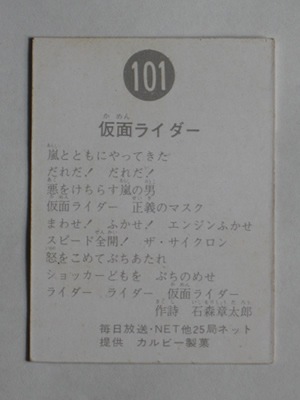 101
仮面ライダー
嵐とともにやってきた
だれだ! だれだ!
悪をけちらす嵐の男
仮面ライダー 正義のマスク
まわせ! ふかせ! エンジンふかせ
スピード全開! ザ・サイクロン
怒をこめてぶちあたれ
ショッカーどもを ぶちのめせ
ライダー ライダー 仮面ライダー
作詩 石森章太郎
毎日放送・NET他25局ネット
提供 カルビー製菓